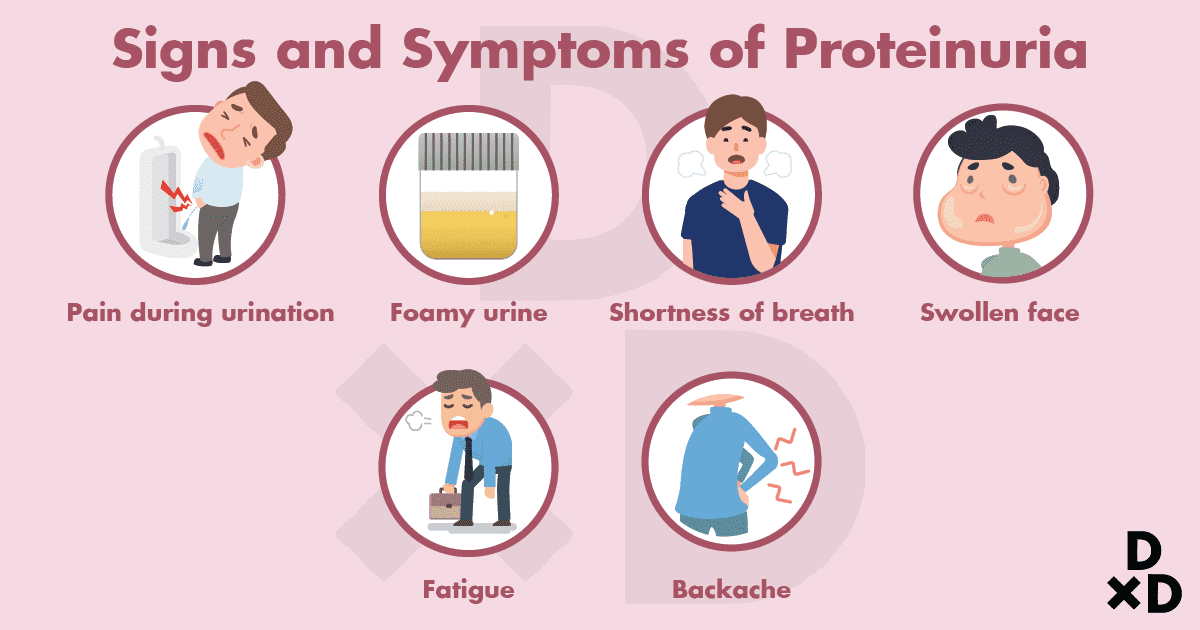 Signs and Symptoms of Proteinuria
Pain during urination
Foamy urine
Shortness of breath
Swollen face
Fatigue
Backache
D
×D